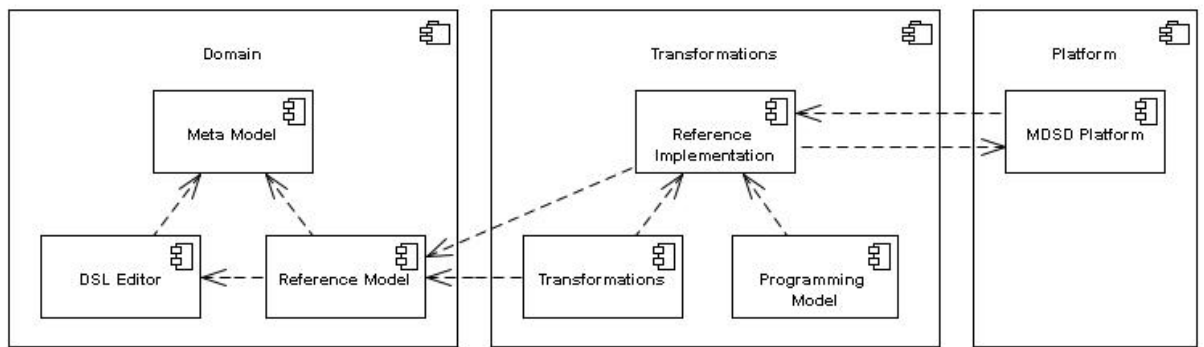 Domain
Transformations
Platform
Meta Model
Reference
Implementation
MDSD Platform
DSL Editor
Reference Model
Transformations
Programming
Model